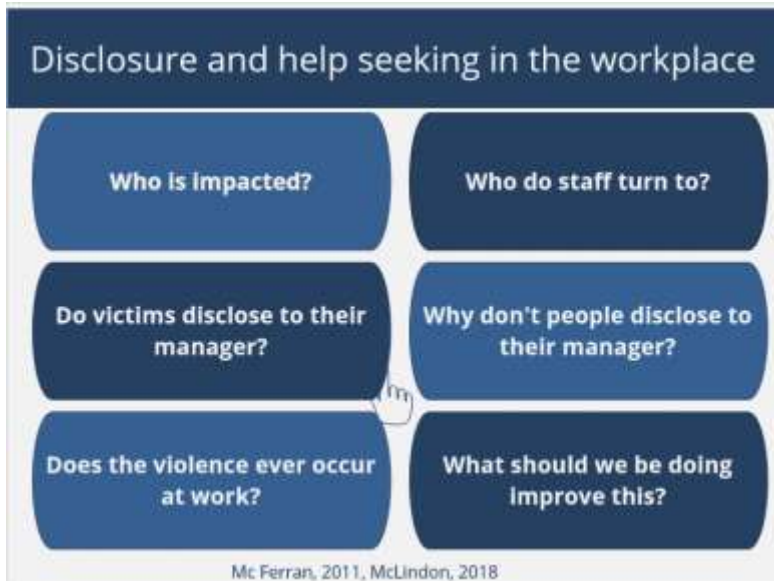 Disclosure and help seeking in the workplace
Who is impacted?
Who do staff turn to?
Do victims disclose to their
manager?
Why don't people disclose to
their manager?
Does the violence ever occur
at work?
What should we be doing
improve this?
Mc Ferran, 2011, McLindon, 2018